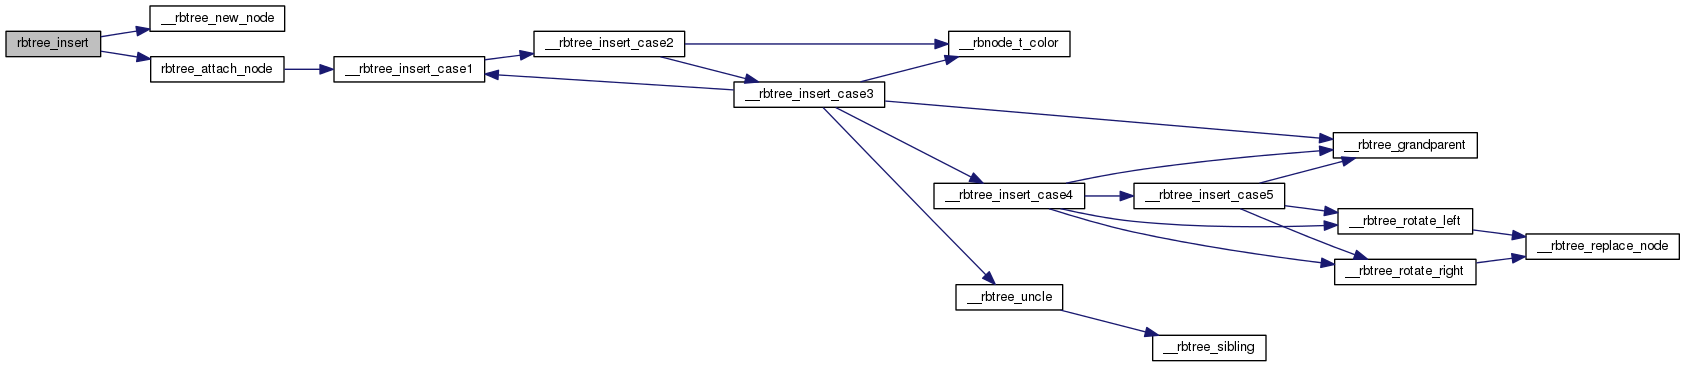 rbtree_insert
__rbtree_new_node
rbtree_attach_node
__rbtree_insert_case1
__rbtree_insert_case2
__rbtree_insert_case3
__rbnode_t_color
__rbtree_grandparent
__rbtree_insert_case4
__rbtree_insert_case5
__rbtree_rotate_left
__rbtree_rotate_right
__rbtree_replace_node
__rbtree_uncle
__rbtree_sibling